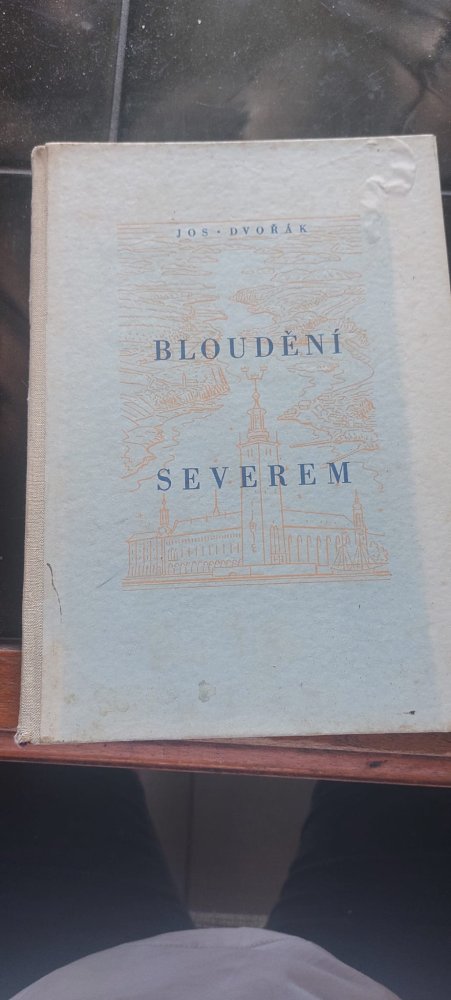 JOS · DVOŘÁK
BLOUDĚNÍ
SEVEREM